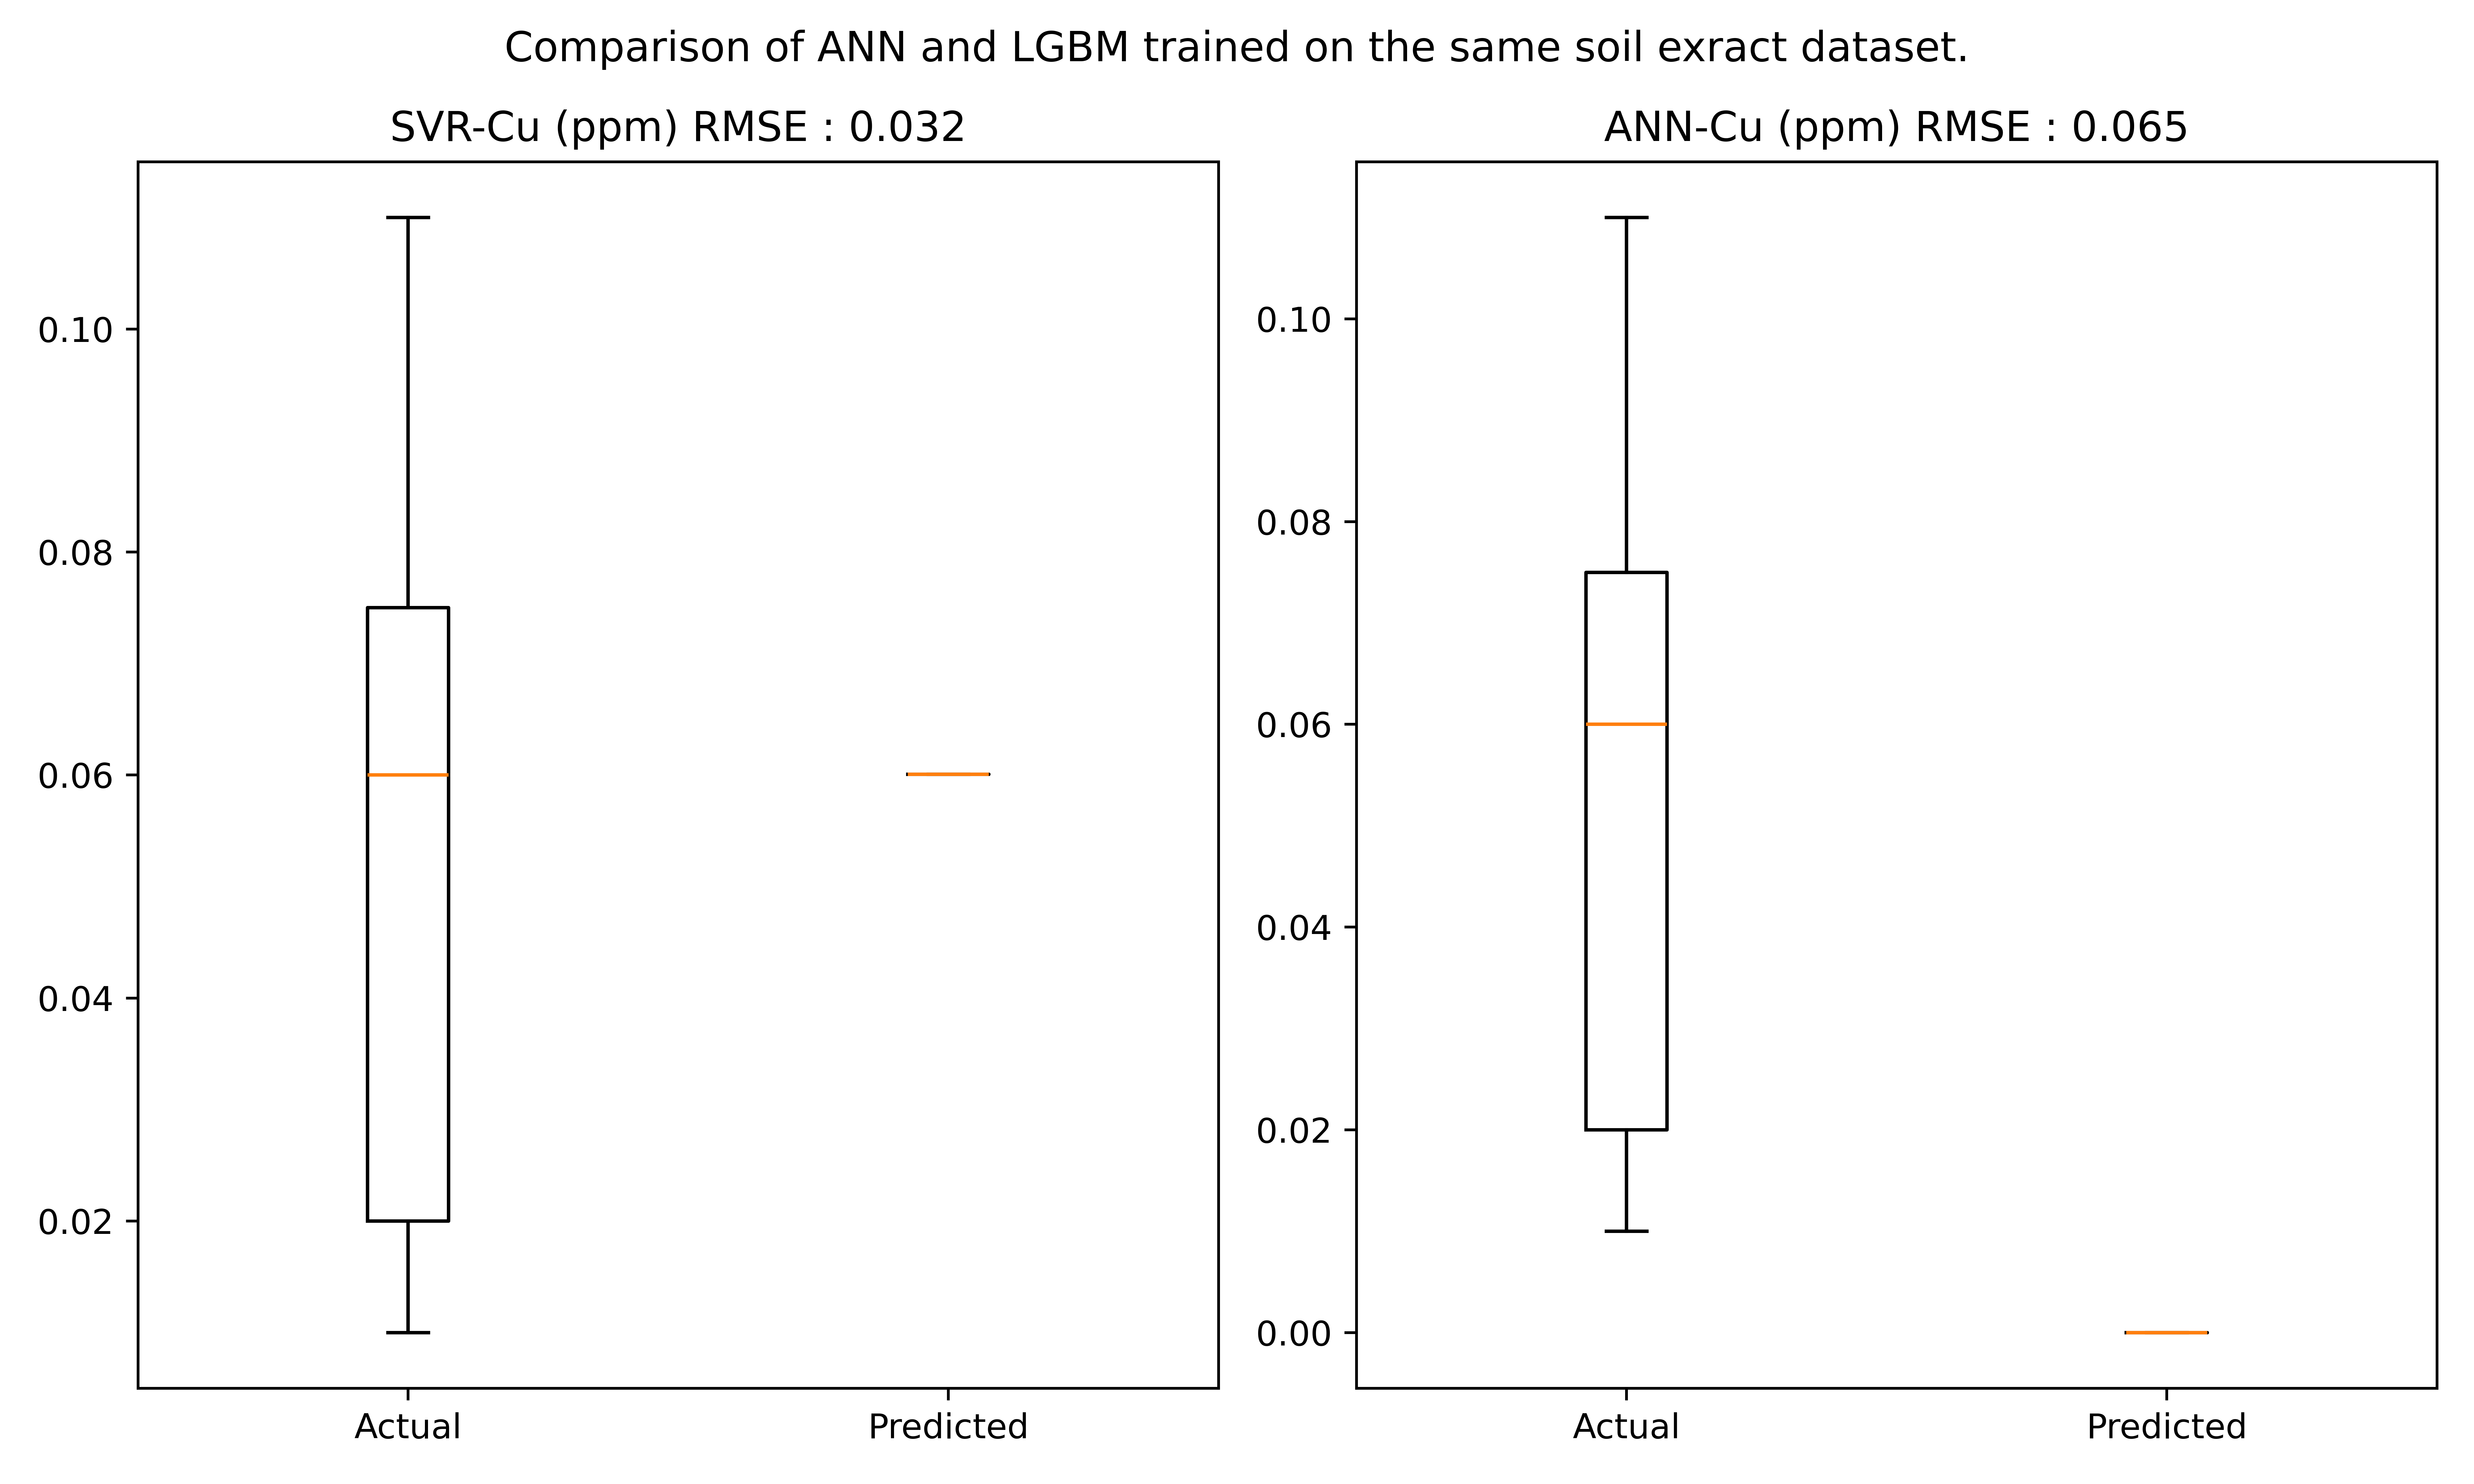 Comparison of ANN and LGBM trained on the same soil exract dataset.
SVR-Cu (ppm) RMSE : 0.032
0.10
0.08
0.06
0.04
0.02
Actual
Predicted
ANN-Cu (ppm) RMSE : 0.065
0.10
0.08
0.06
0.04
0.02
0.00
Actual
Predicted